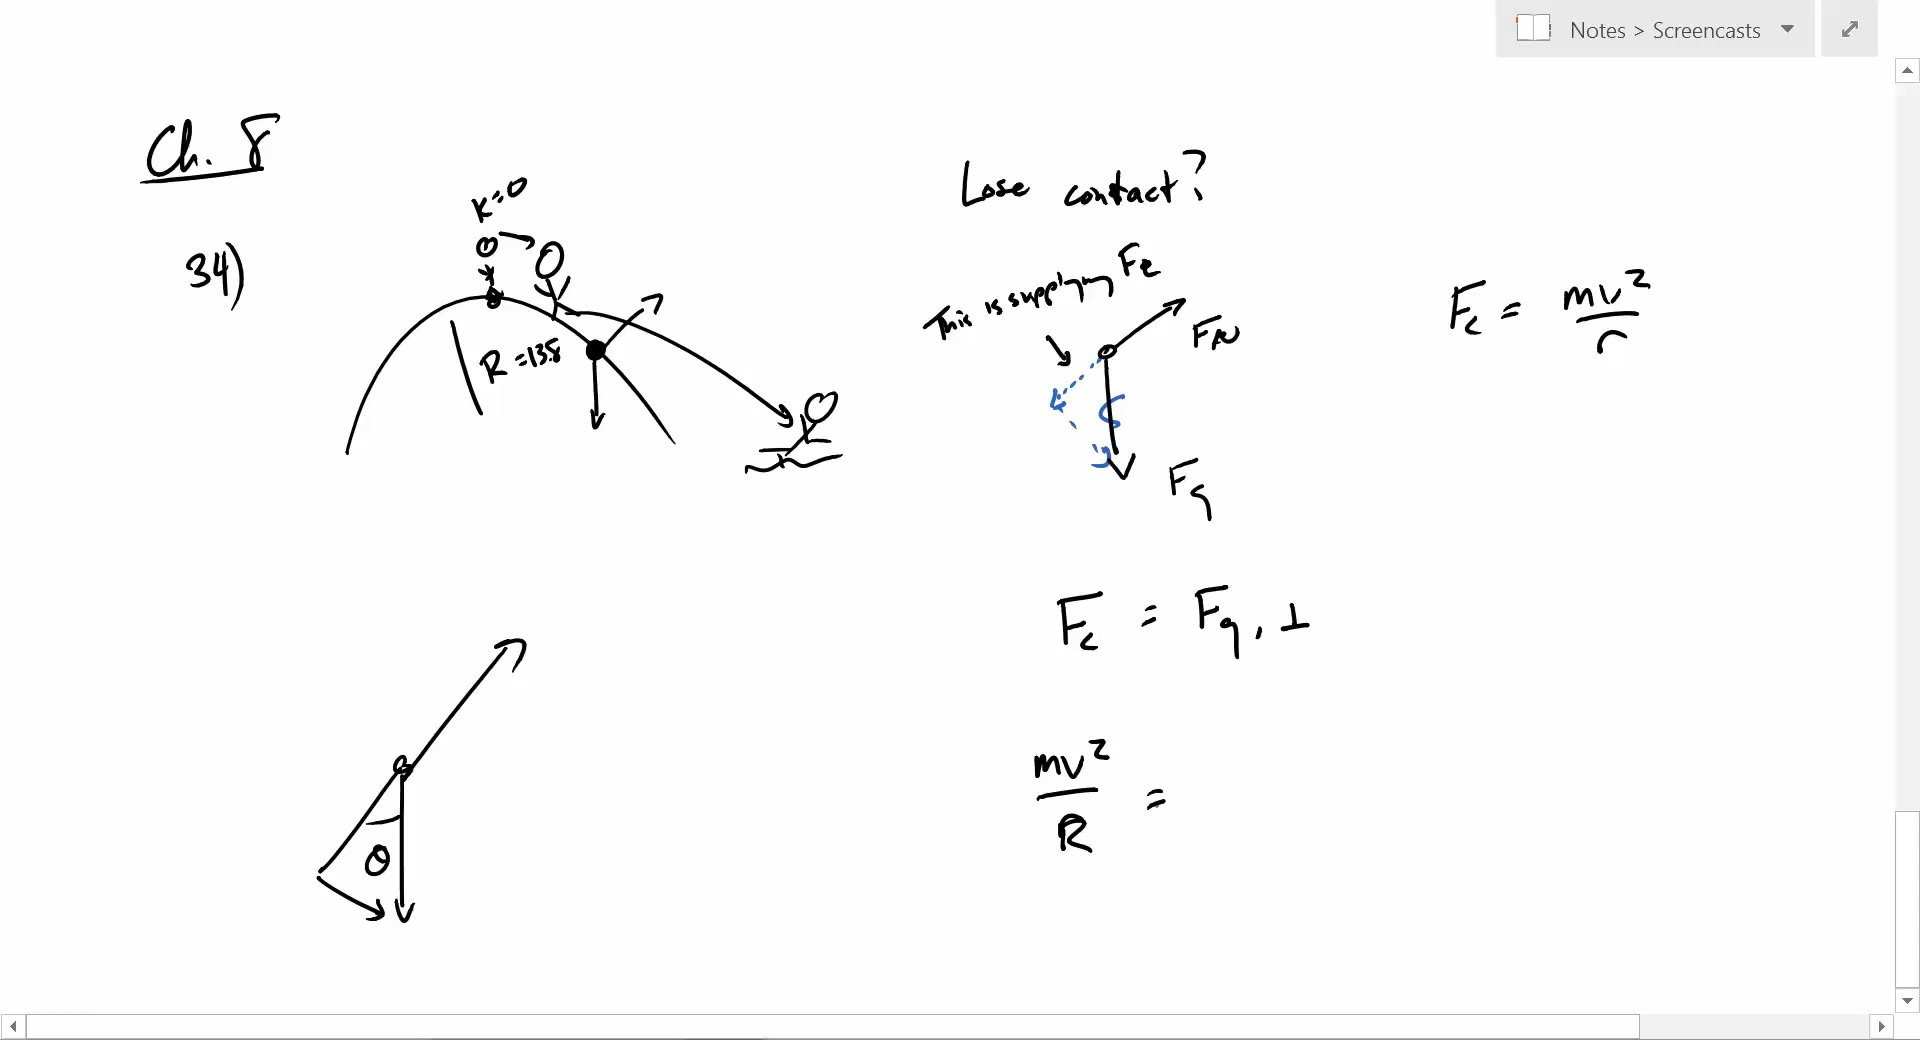 Notes > Screencasts
Ch. 8
34)
K=0
R = 13.8
Lose contact?
This is supplying Fc
FN
Fg
Fc = mv²/r
Fc = Fg, ⊥
mv²/R =
θ